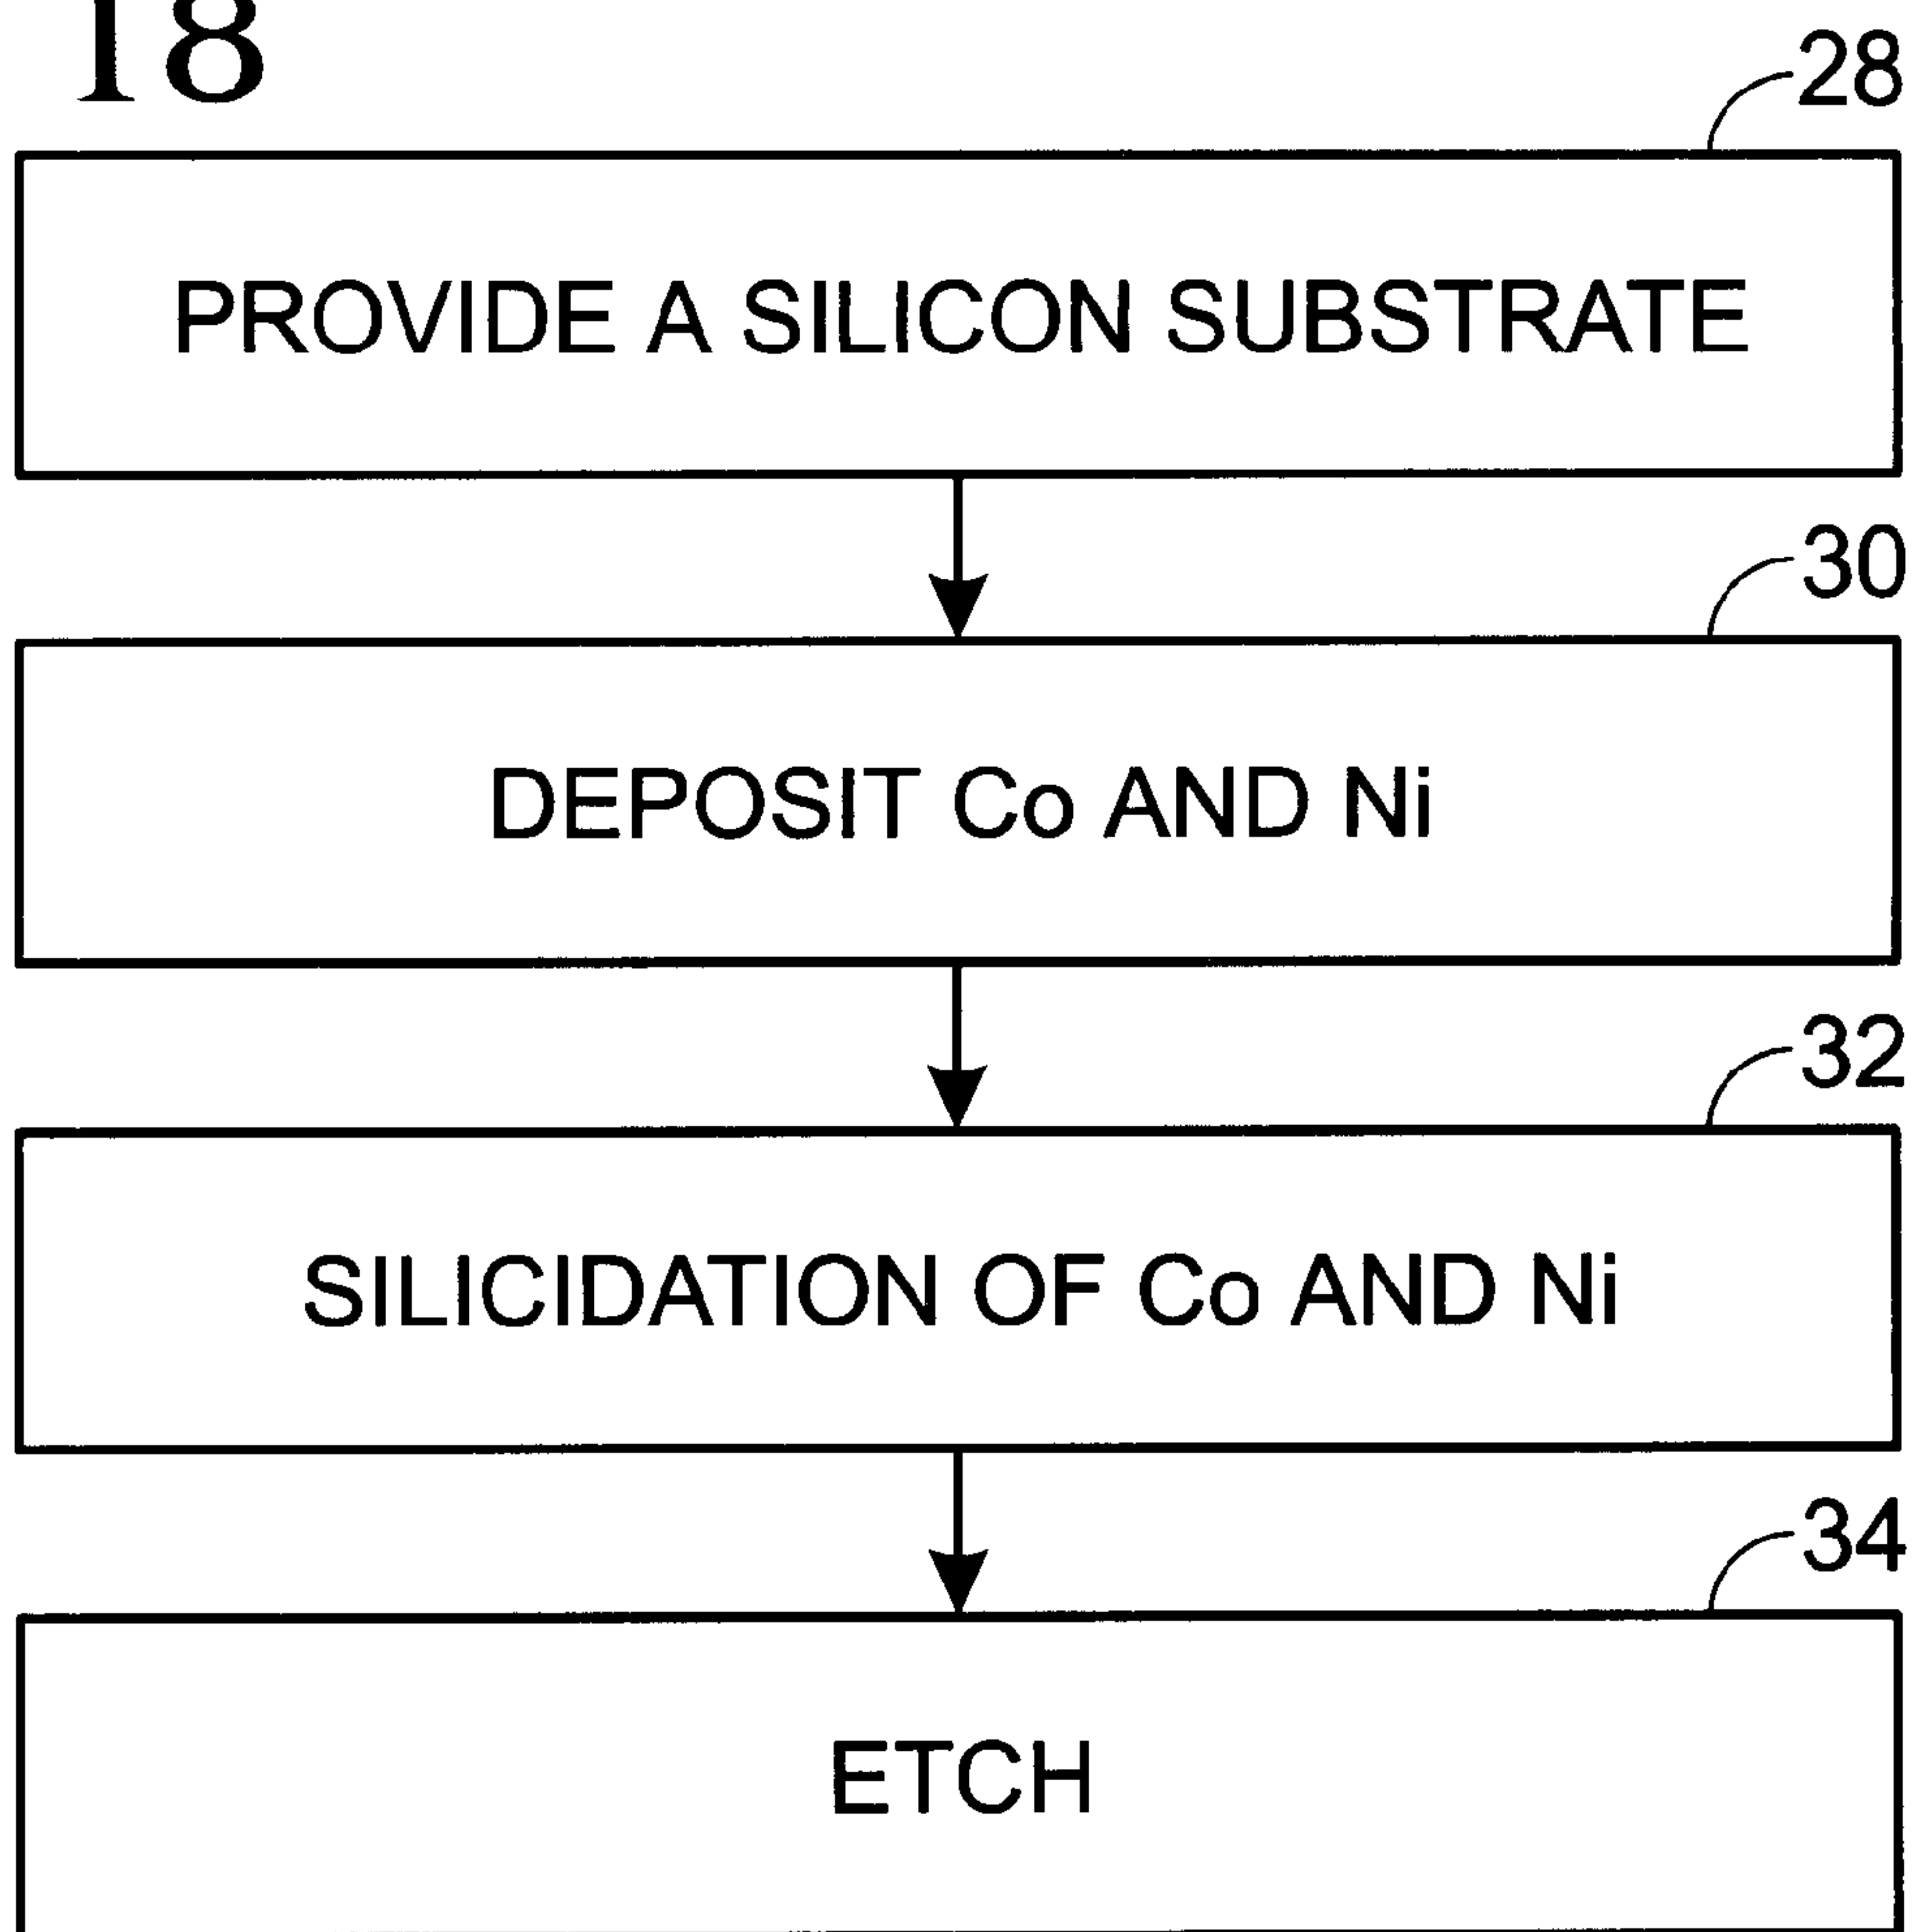 18
28
PROVIDE A SILICON SUBSTRATE
30
DEPOSIT Co AND Ni
32
SILICIDATION OF Co AND Ni
34
ETCH